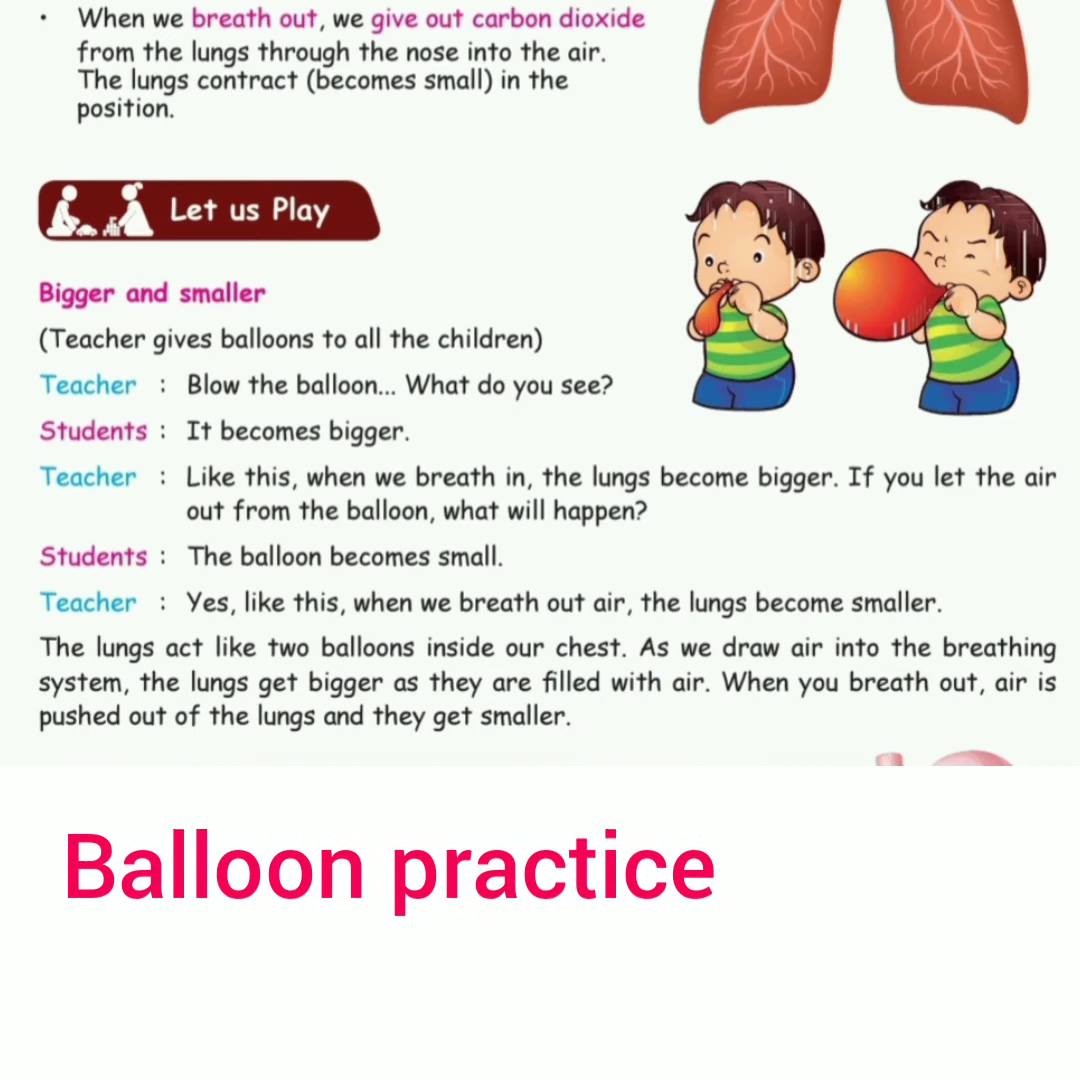 • When we breath out, we give out carbon dioxide
from the lungs through the nose into the air.
The lungs contract (becomes small) in the
position.
Let us Play
Bigger and smaller
(Teacher gives balloons to all the children)
Teacher : Blow the balloon... What do you see?
Students : It becomes bigger.
Teacher : Like this, when we breath in, the lungs become bigger. If you let the air
out from the balloon, what will happen?
Students : The balloon becomes small.
Teacher : Yes, like this, when we breath out air, the lungs become smaller.
The lungs act like two balloons inside our chest. As we draw air into the breathing
system, the lungs get bigger as they are filled with air. When you breath out, air is
pushed out of the lungs and they get smaller.
Balloon practice